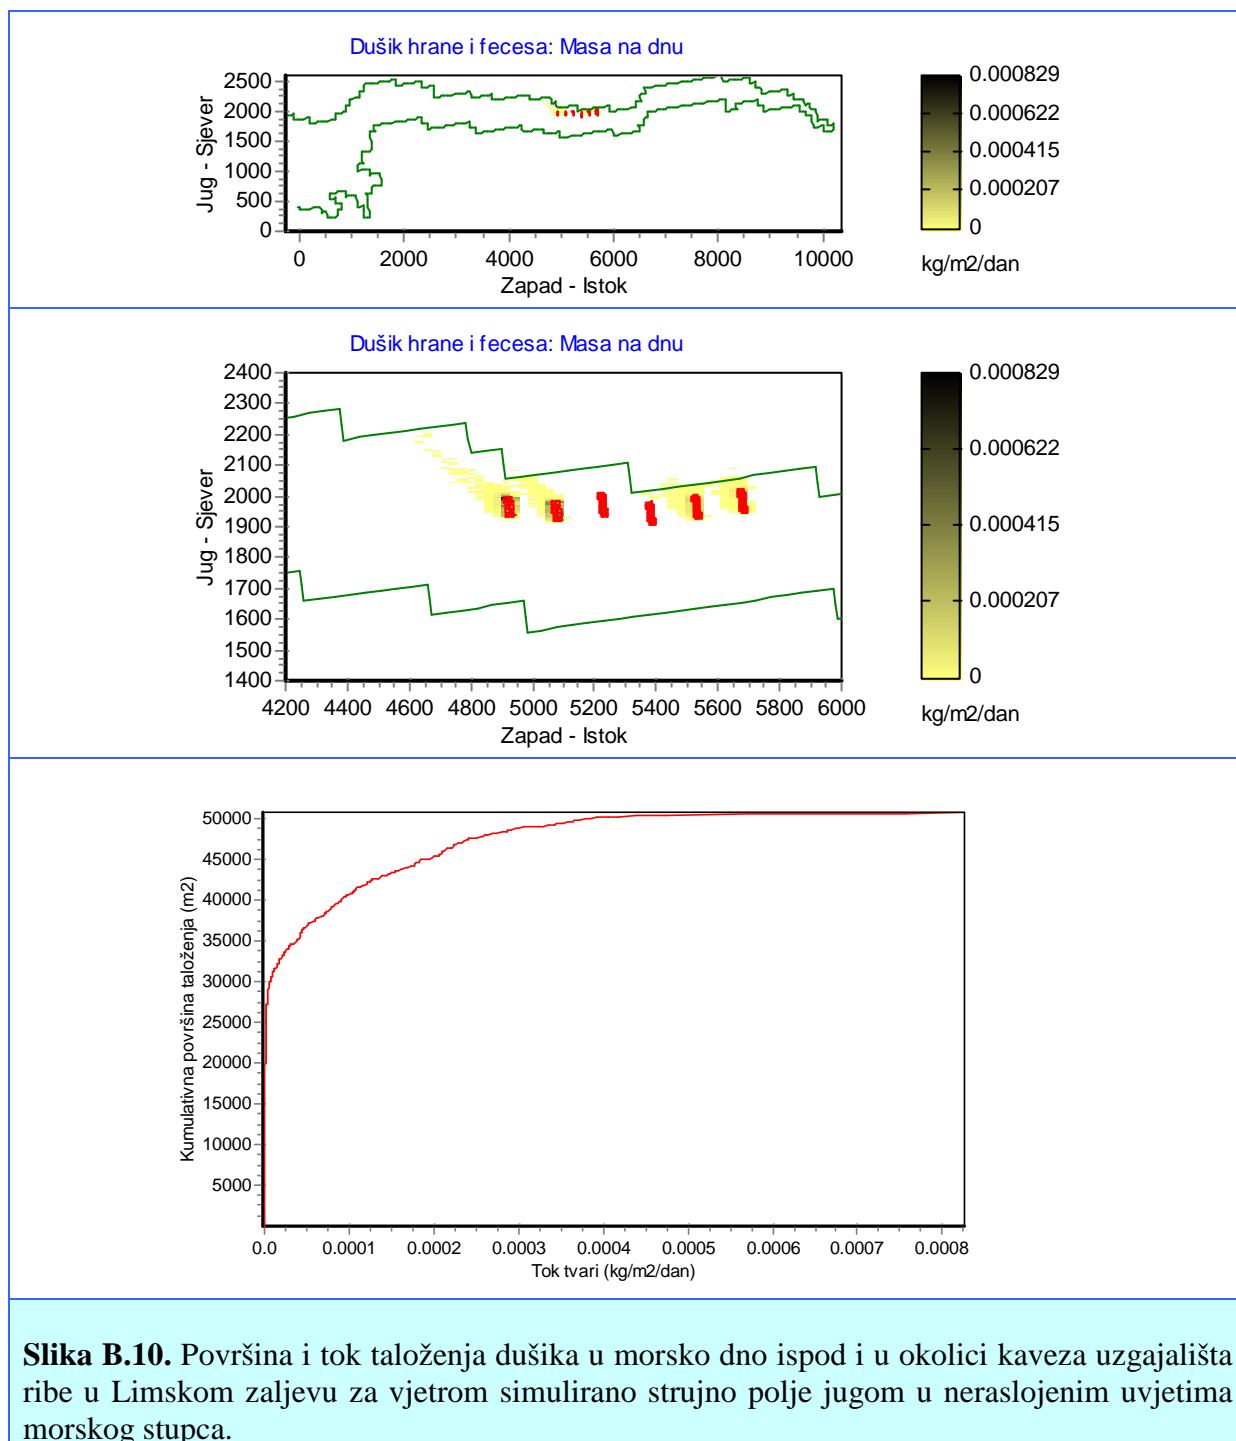 Dušik hrane i fecesa: Masa na dnu
2500
2000
1500
1000
500
0
Jug - Sjever
0 2000 4000 6000 8000 10000
Zapad - Istok
0.000829
0.000622
0.000415
0.000207
0
kg/m2/dan
Dušik hrane i fecesa: Masa na dnu
2400
2300
2200
2100
2000
1900
1800
1700
1600
1500
1400
Jug - Sjever
4200 4400 4600 4800 5000 5200 5400 5600 5800 6000
Zapad - Istok
0.000829
0.000622
0.000415
0.000207
0
kg/m2/dan
50000
45000
40000
35000
30000
25000
20000
15000
10000
5000
Kumulativna površina taloženja (m2)
0.0 0.0001 0.0002 0.0003 0.0004 0.0005 0.0006 0.0007 0.0008
Tok tvari (kg/m2/dan)
Slika B.10. Površina i tok taloženja dušika u morsko dno ispod i u okolici kaveza uzgajališta
ribe u Limskom zaljevu za vjetrom simulirano strujno polje jugom u neraslojenim uvjetima
morskog stupca.